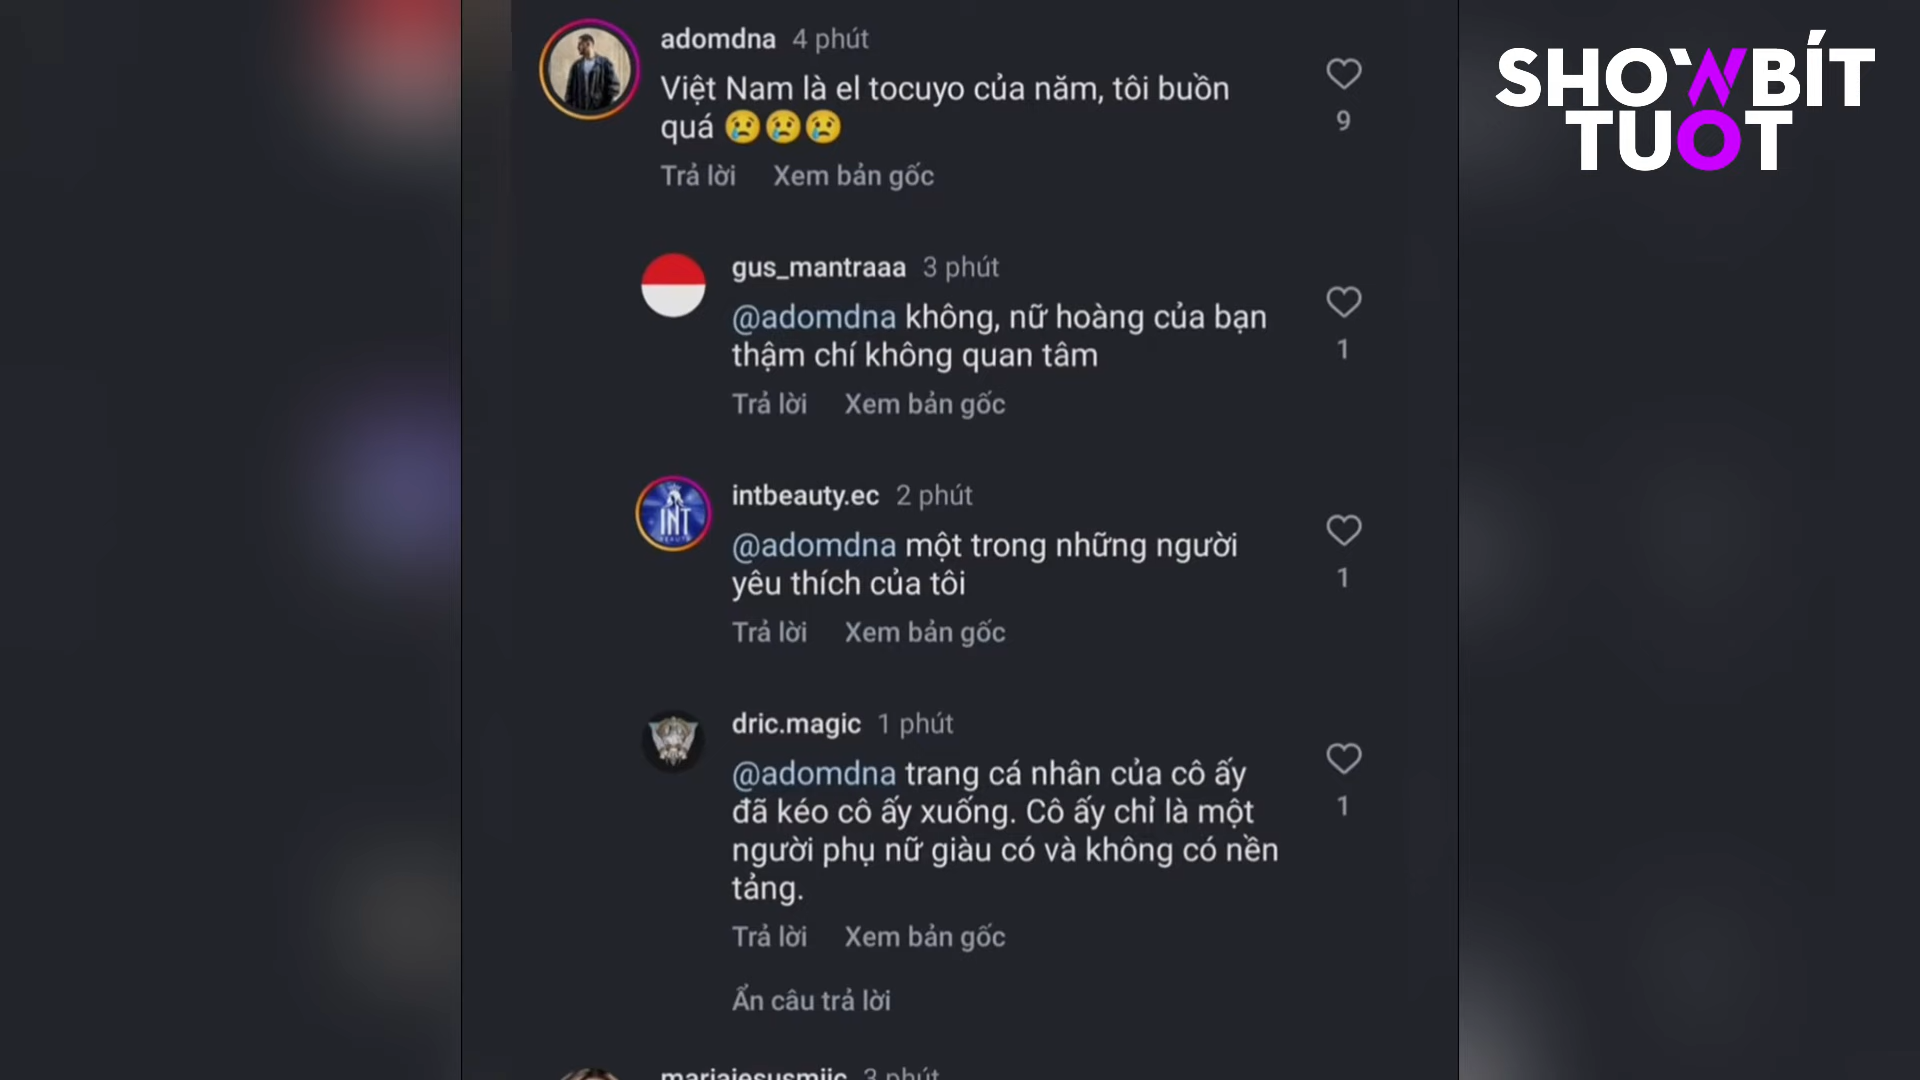 SHOWBÍT
TUOT
adomdna 4 phút
Việt Nam là el tocuyo của năm, tôi buồn
quá 😢😢😢
9
Trả lời Xem bản gốc
gus_mantraaa 3 phút
@adomdna không, nữ hoàng của bạn
thậm chí không quan tâm
1
Trả lời Xem bản gốc
INT
intbeauty.ec 2 phút
@adomdna một trong những người
yêu thích của tôi
1
Trả lời Xem bản gốc
dric.magic 1 phút
@adomdna trang cá nhân của cô ấy
đã kéo cô ấy xuống. Cô ấy chỉ là một
người phụ nữ giàu có và không có nền
tảng.
1
Trả lời Xem bản gốc
Ẩn câu trả lời
3 phút